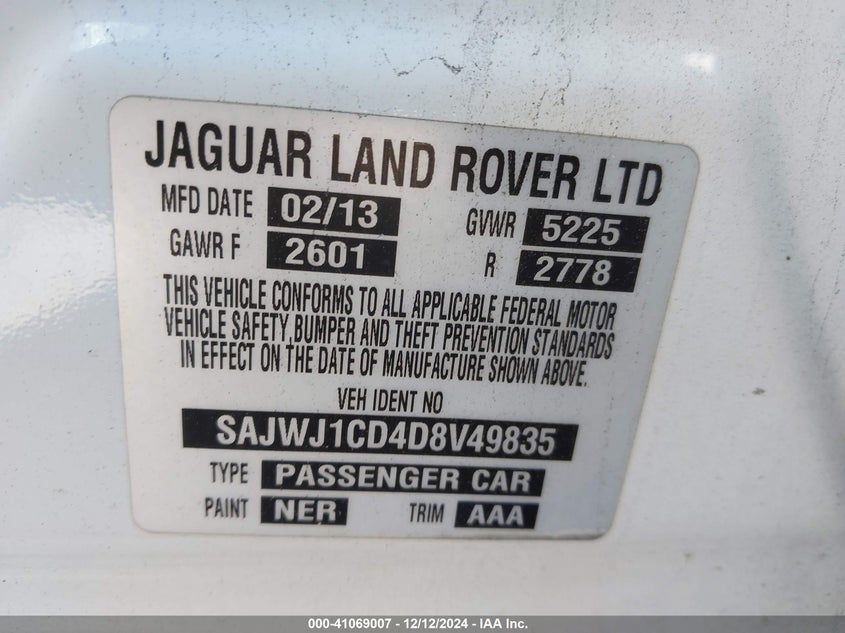 JAGUAR LAND ROVER LTD
MFD DATE 02/13 GVWR 5225
GAWR F 2601 R 2778
THIS VEHICLE CONFORMS TO ALL APPLICABLE FEDERAL MOTOR
VEHICLE SAFETY, BUMPER AND THEFT PREVENTION STANDARDS
IN EFFECT ON THE DATE OF MANUFACTURE SHOWN ABOVE.
VEH IDENT NO
SAJWJ1CD4D8V49835
TYPE PASSENGER CAR
PAINT NER TRIM AAA
000-41069007 - 12/12/2024 - IAA Inc.